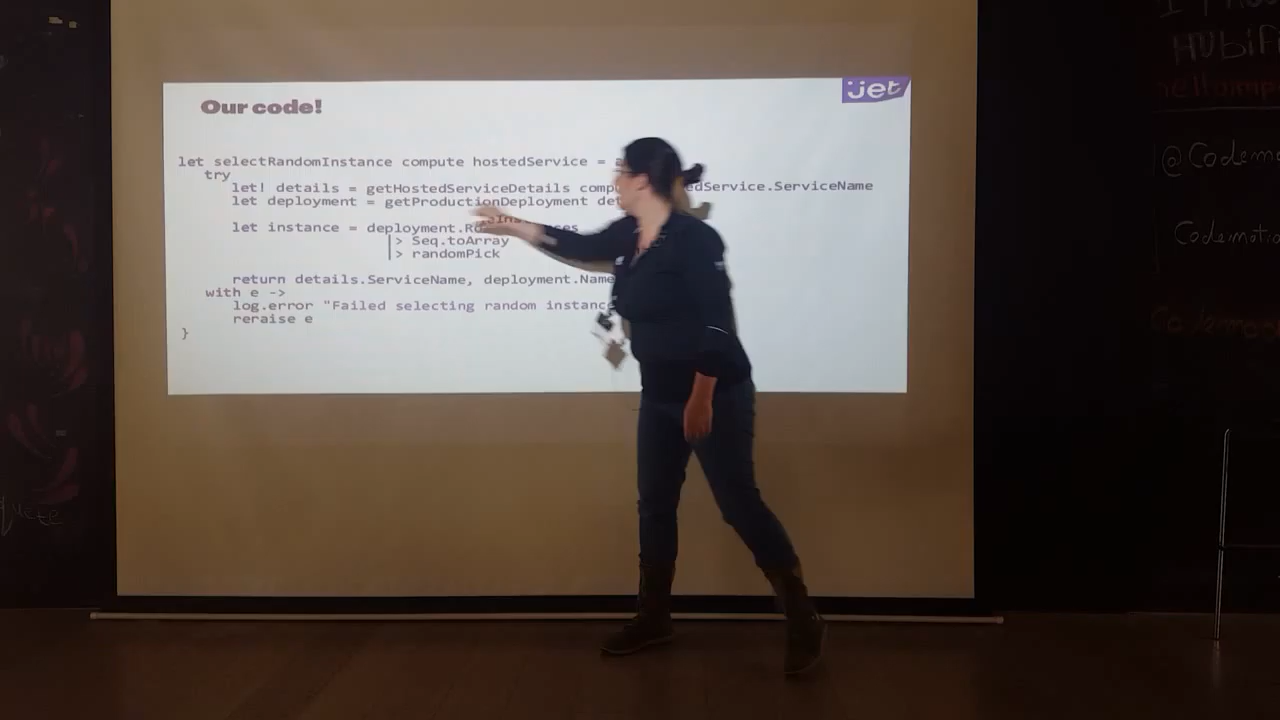 Our code!
jet
let selectRandomInstance compute hostedService =
try
let! details = getHostedServiceDetails edService.ServiceName
let deployment = getProductionDeployment
let instance =
|> Seq.toArray
|> randomPick
return details.ServiceName, deployment.Name
with e ->
log.error "Failed selecting random instance
reraise e
}